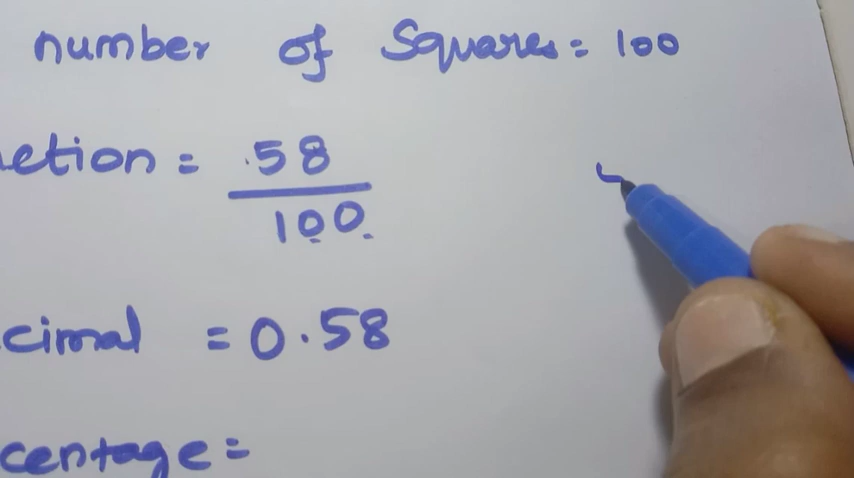 number of Squares = 100
ction = .58
100
cimal = 0.58
centage =